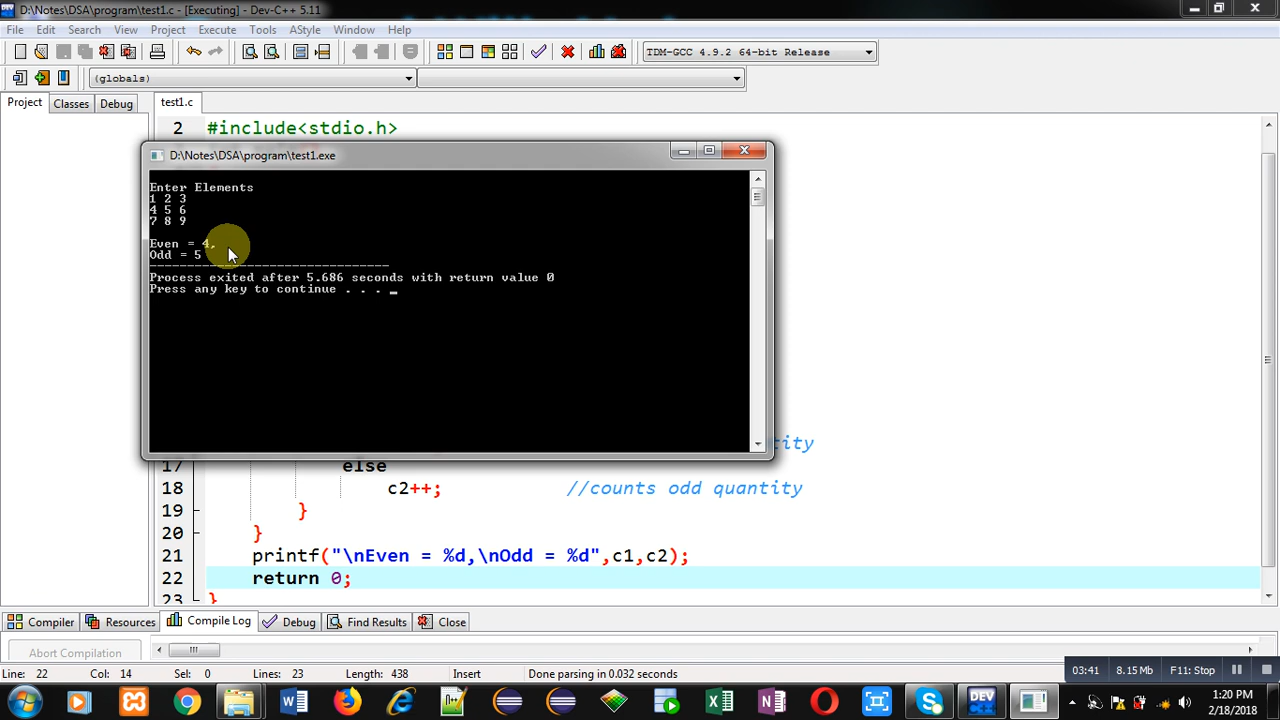 D:\Notes\DSA\program\test1.c - [Executing] - Dev-C++ 5.11
File Edit Search View Project Execute Tools AStyle Window Help
TDM-GCC 4.9.2 64-bit Release
(globals)
Project Classes Debug test1.c
2 #include<stdio.h>
D:\Notes\DSA\program\test1.exe
Enter Elements
1 2 3
4 5 6
7 8 9
Even = 4,
Odd = 5
--------------------------------
Process exited after 5.686 seconds with return value 0
Press any key to continue . . . _
tity
17 else
18 c2++; //counts odd quantity
19 }
20 }
21 printf("\nEven = %d,\nOdd = %d",c1,c2);
22 return 0;
23 }
Compiler Resources Compile Log Debug Find Results Close
Abort Compilation
Line: 22 Col: 14 Sel: 0 Lines: 23 Length: 438 Insert Done parsing in 0.032 seconds
03:41 8.15 Mb F11: Stop
1:20 PM
2/18/2018